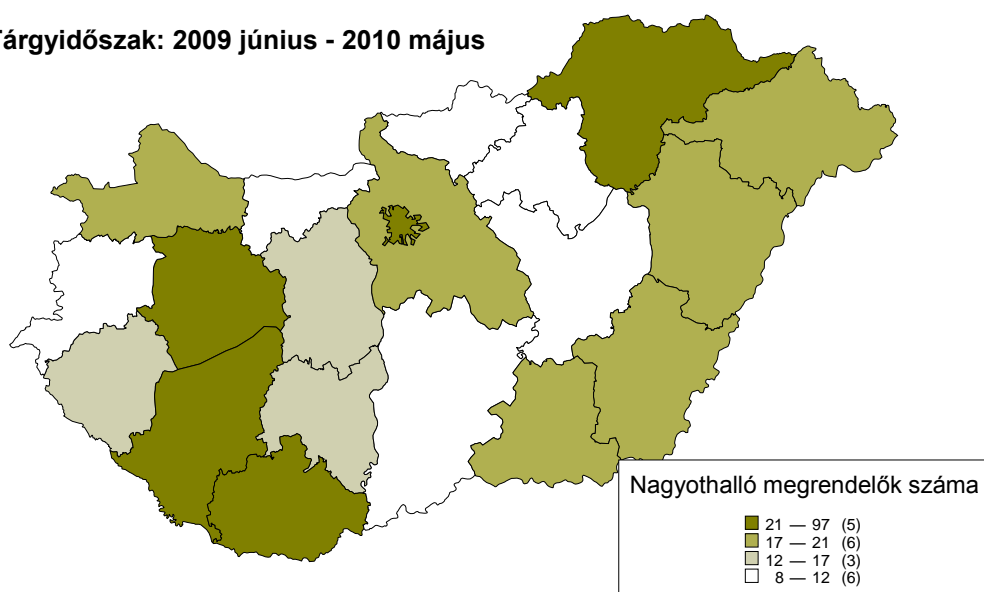 Tárgyidőszak: 2009 június - 2010 május
Nagyothalló megrendelők száma
21 — 97 (5)
17 — 21 (6)
12 — 17 (3)
8 — 12 (6)